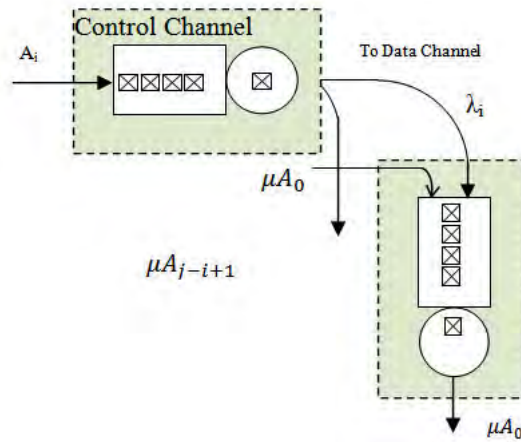 Control Channel
A_i
To Data Channel
λ_i
μA_0
μA_{j-i+1}
μA_0